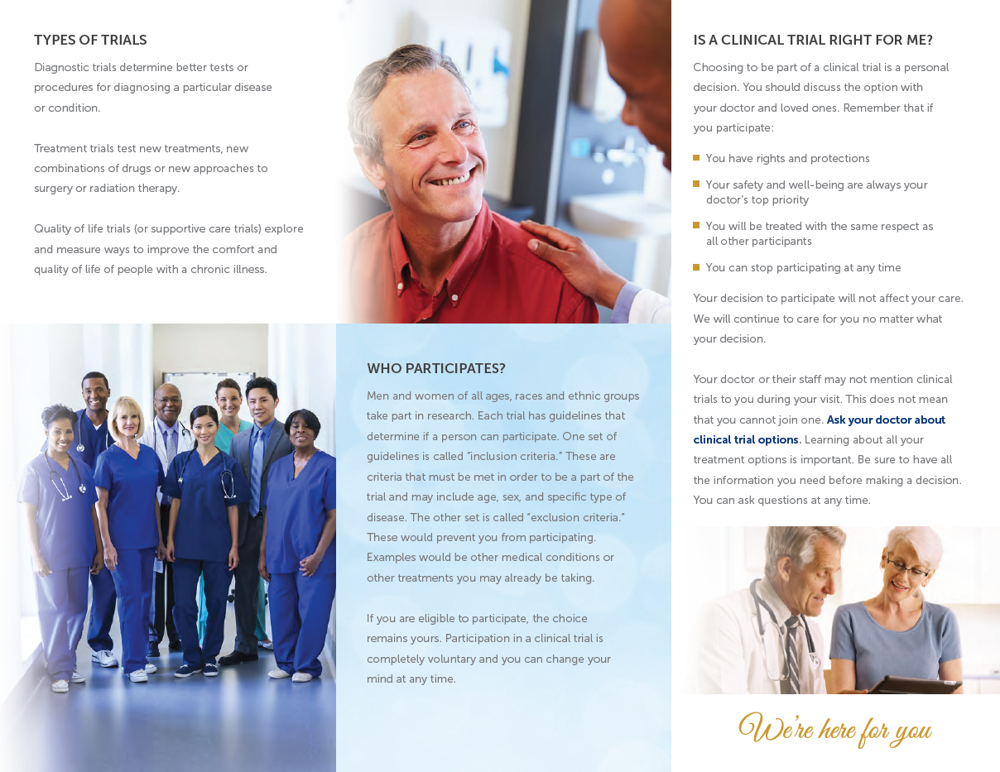 TYPES OF TRIALS
Diagnostic trials determine better tests or
procedures for diagnosing a particular disease
or condition.
Treatment trials test new treatments, new
combinations of drugs or new approaches to
surgery or radiation therapy.
Quality of life trials (or supportive care trials) explore
and measure ways to improve the comfort and
quality of life of people with a chronic illness.
WHO PARTICIPATES?
Men and women of all ages, races and ethnic groups
take part in research. Each trial has guidelines that
determine if a person can participate. One set of
guidelines is called “inclusion criteria.” These are
criteria that must be met in order to be a part of the
trial and may include age, sex, and specific type of
disease. The other set is called “exclusion criteria.”
These would prevent you from participating.
Examples would be other medical conditions or
other treatments you may already be taking.
If you are eligible to participate, the choice
remains yours. Participation in a clinical trial is
completely voluntary and you can change your
mind at any time.
IS A CLINICAL TRIAL RIGHT FOR ME?
Choosing to be part of a clinical trial is a personal
decision. You should discuss the option with
your doctor and loved ones. Remember that if
you participate:
You have rights and protections
Your safety and well-being are always your
doctor’s top priority
You will be treated with the same respect as
all other participants
You can stop participating at any time
Your decision to participate will not affect your care.
We will continue to care for you no matter what
your decision.
Your doctor or their staff may not mention clinical
trials to you during your visit. This does not mean
that you cannot join one. Ask your doctor about
clinical trial options. Learning about all your
treatment options is important. Be sure to have all
the information you need before making a decision.
You can ask questions at any time.
We’re here for you